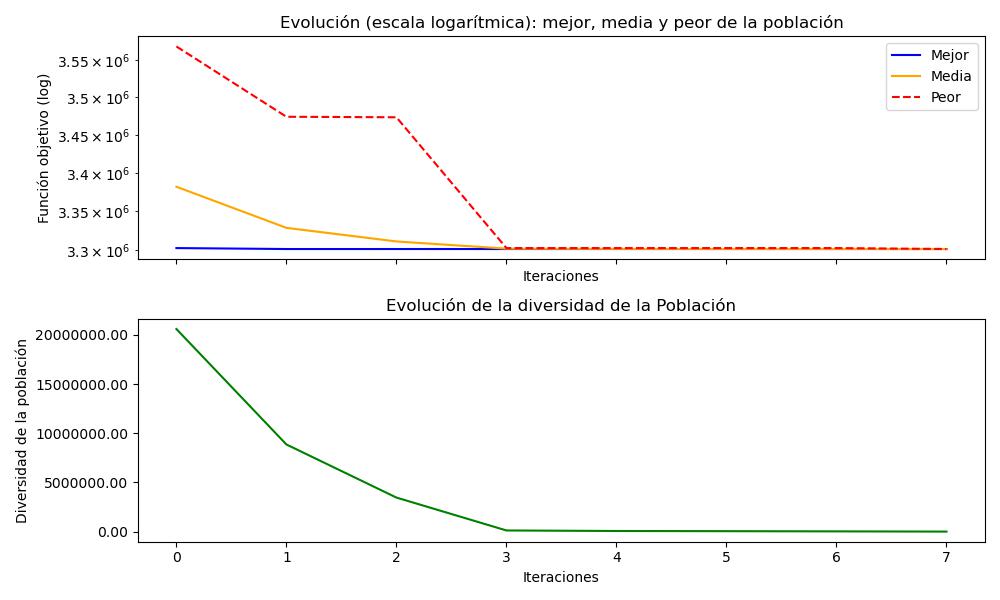 Evolución (escala logarítmica): mejor, media y peor de la población
Función objetivo (log)
3.55 × 10⁶
3.5 × 10⁶
3.45 × 10⁶
3.4 × 10⁶
3.35 × 10⁶
3.3 × 10⁶
Mejor
Media
Peor
Iteraciones
Evolución de la diversidad de la Población
Diversidad de la población
20000000.00
15000000.00
10000000.00
5000000.00
0.00
0 1 2 3 4 5 6 7
Iteraciones